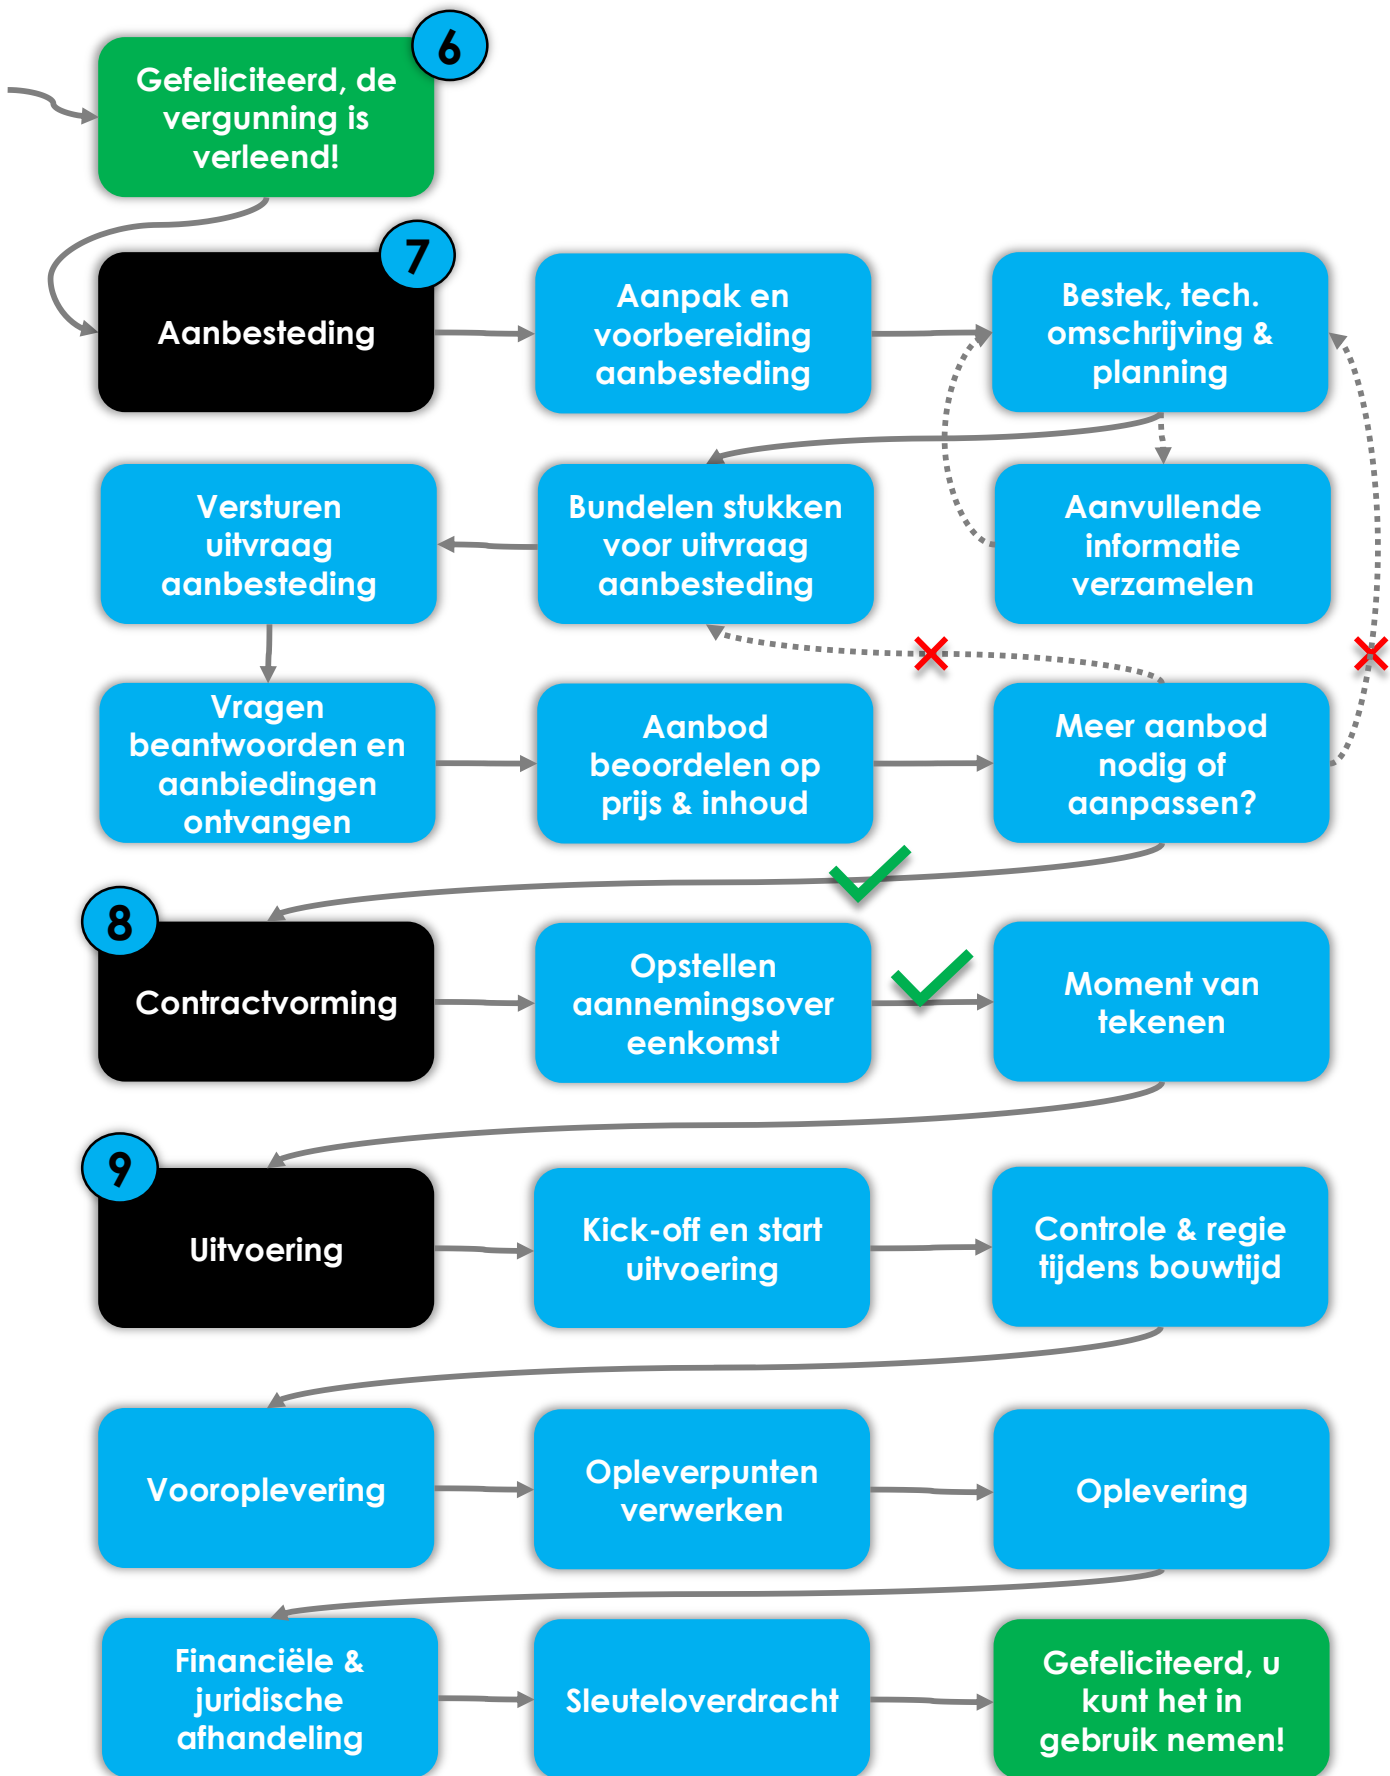 6
Gefeliciteerd, de
vergunning is
verleend!
7
Aanbesteding
Aanpak en
voorbereiding
aanbesteding
Bestek, tech.
omschrijving &
planning
Versturen
uitvraag
aanbesteding
Bundelen stukken
voor uitvraag
aanbesteding
Aanvullende
informatie
verzamelen
Vragen
beantwoorden en
aanbiedingen
ontvangen
Aanbod
beoordelen op
prijs & inhoud
Meer aanbod
nodig of
aanpassen?
8
Contractvorming
Opstellen
aannemingsover
eenkomst
Moment van
tekenen
9
Uitvoering
Kick-off en start
uitvoering
Controle & regie
tijdens bouwtijd
Vooroplevering
Opleverpunten
verwerken
Oplevering
Financiële &
juridische
afhandeling
Sleuteloverdracht
Gefeliciteerd, u
kunt het in
gebruik nemen!